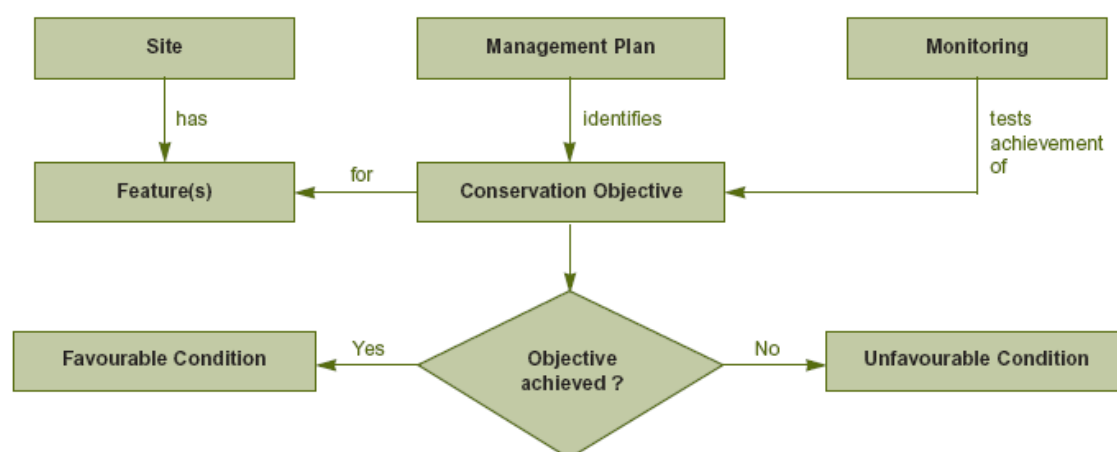 Site
Management Plan
Monitoring
has
identifies
tests
achievement
of
Feature(s)
for
Conservation Objective
Favourable Condition
Yes
Objective
achieved ?
No
Unfavourable Condition